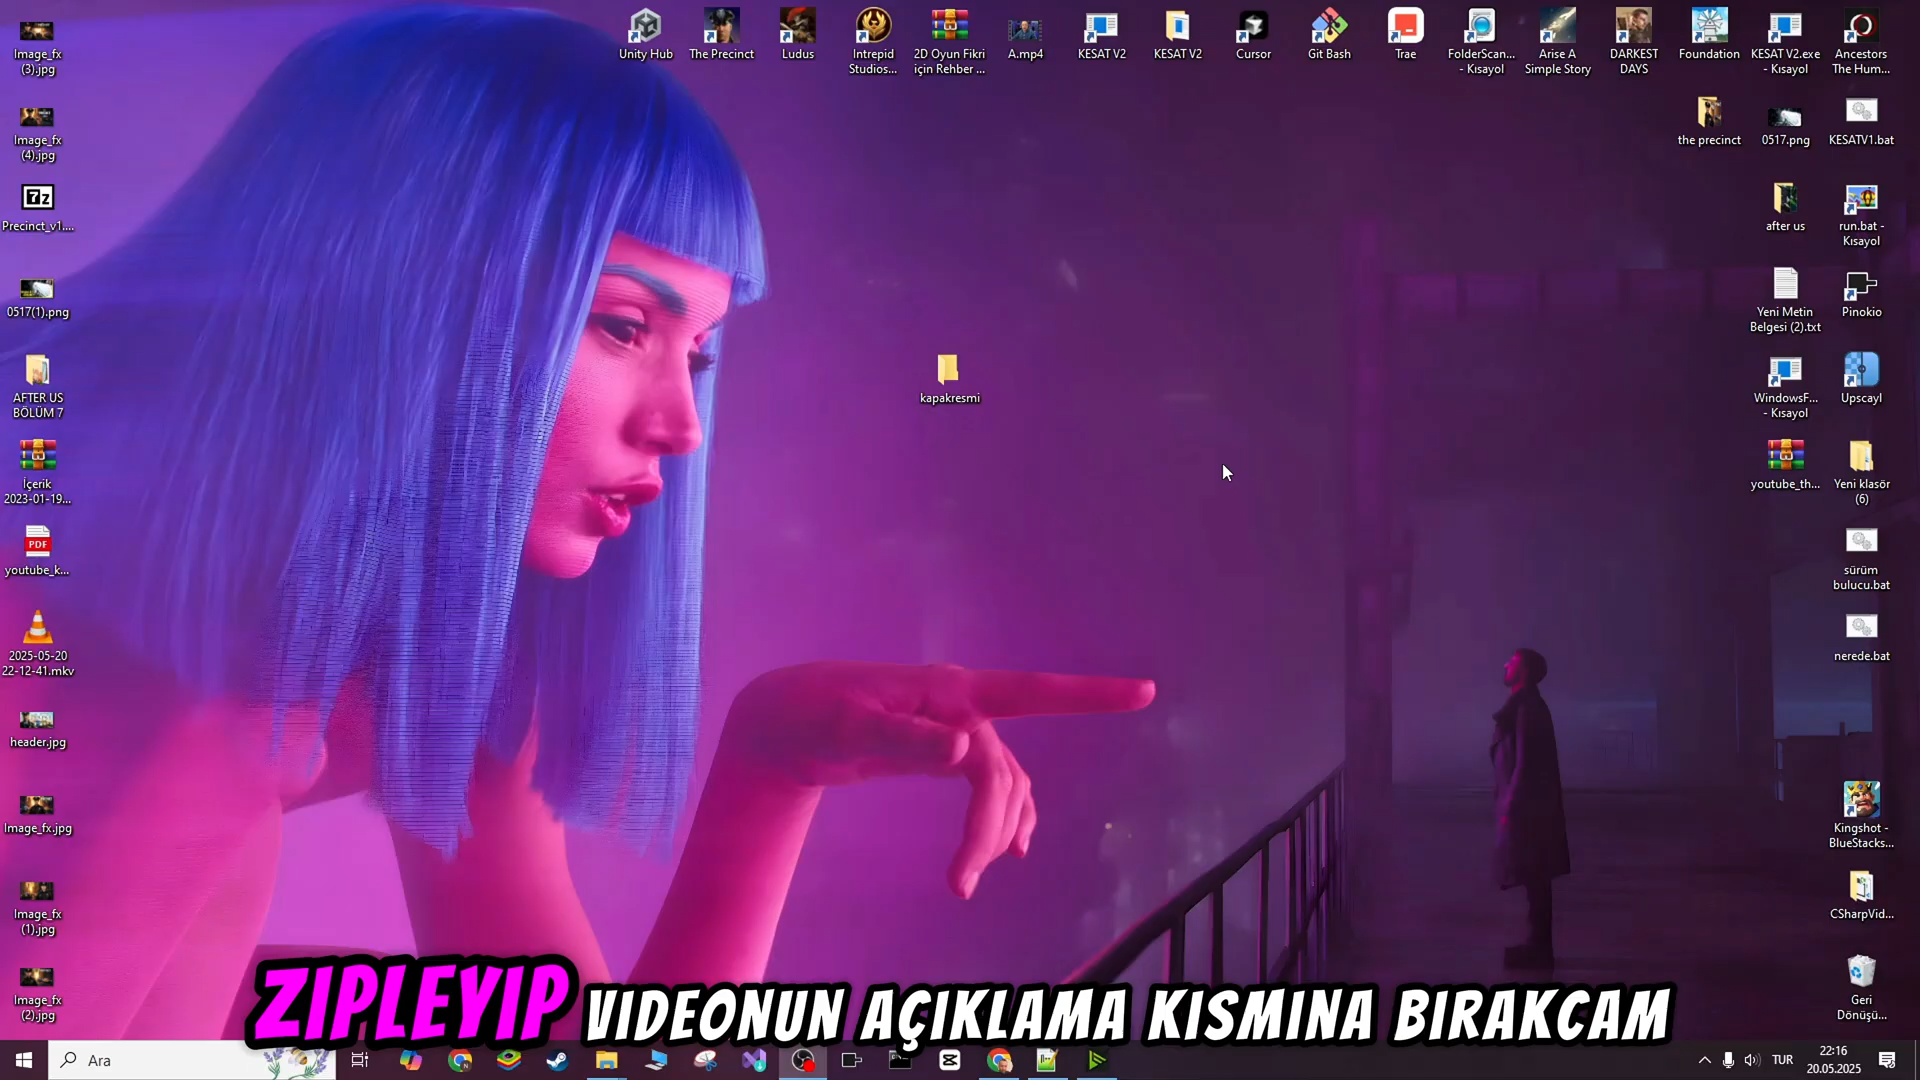 Image_fx
(3).jpg
Unity Hub
The Precinct
Ludus
Intrepid
Studios...
2D Oyun Fikri
için Rehber ...
A.mp4
KESAT V2
KESAT V2
Cursor
Git Bash
Trae
FolderScan...
- Kısayol
Arise A
Simple Story
DARKEST
DAYS
Foundation
KESAT V2.exe
- Kısayol
Ancestors
The Hum...
Image_fx
(4).jpg
the precinct
0517.png
KESATV1.bat
7z
Precinct_v1....
after us
run.bat -
Kısayol
0517(1).png
Yeni Metin
Belgesi (2).txt
Pinokio
AFTER US
BÖLÜM 7
kapakresmi
WindowsF...
- Kısayol
Upscayl
İçerik
2023-01-19...
youtube_th...
Yeni klasör
(6)
PDF
youtube_k...
sürüm
bulucu.bat
2025-05-20
22-12-41.mkv
nerede.bat
header.jpg
Image_fx.jpg
Kingshot -
BlueStacks...
Image_fx
(1).jpg
CSharpVid...
Image_fx
(2).jpg
Geri
Dönüşü...
ZIPLEYIP VIDEONUN AÇIKLAMA KISMINA BIRAKCAM
Ara
TUR
22:16
20.05.2025